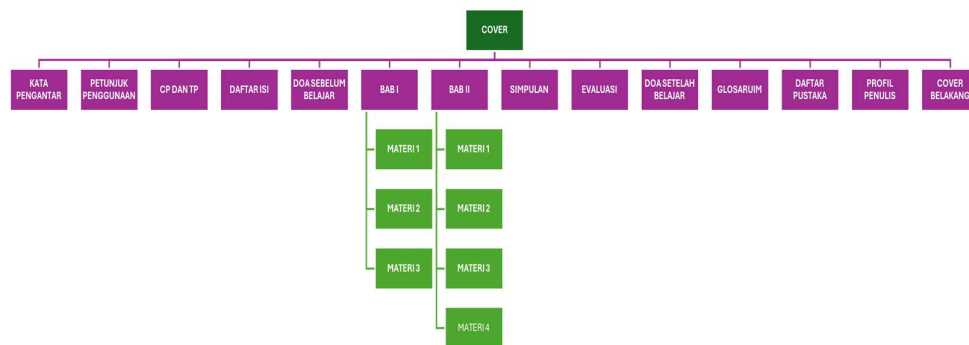 COVER
KATA
PENGANTAR
PETUNJUK
PENGGUNAAN
CP DAN TP
DAFTAR ISI
DOA SEBELUM
BELAJAR
BAB I
BAB II
SIMPULAN
EVALUASI
DOA SETELAH
BELAJAR
GLOSARUIM
DAFTAR
PUSTAKA
PROFIL
PENULIS
COVER
BELAKANG
MATERI 1
MATERI 2
MATERI 3
MATERI 1
MATERI 2
MATERI 3
MATERI 4